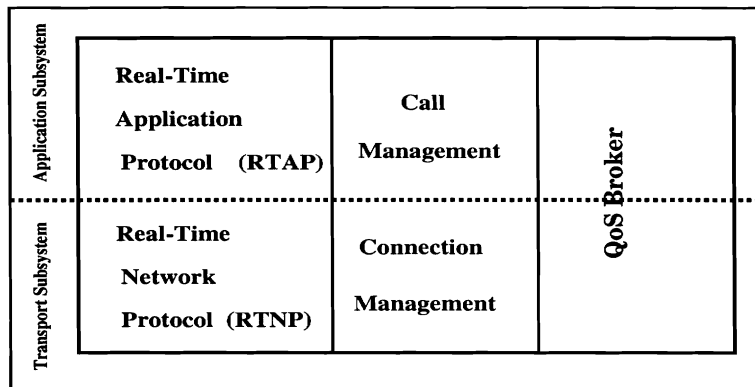 Application Subsystem
Real-Time
Application
Protocol (RTAP)
Call
Management
QoS Broker
Transport Subsystem
Real-Time
Network
Protocol (RTNP)
Connection
Management